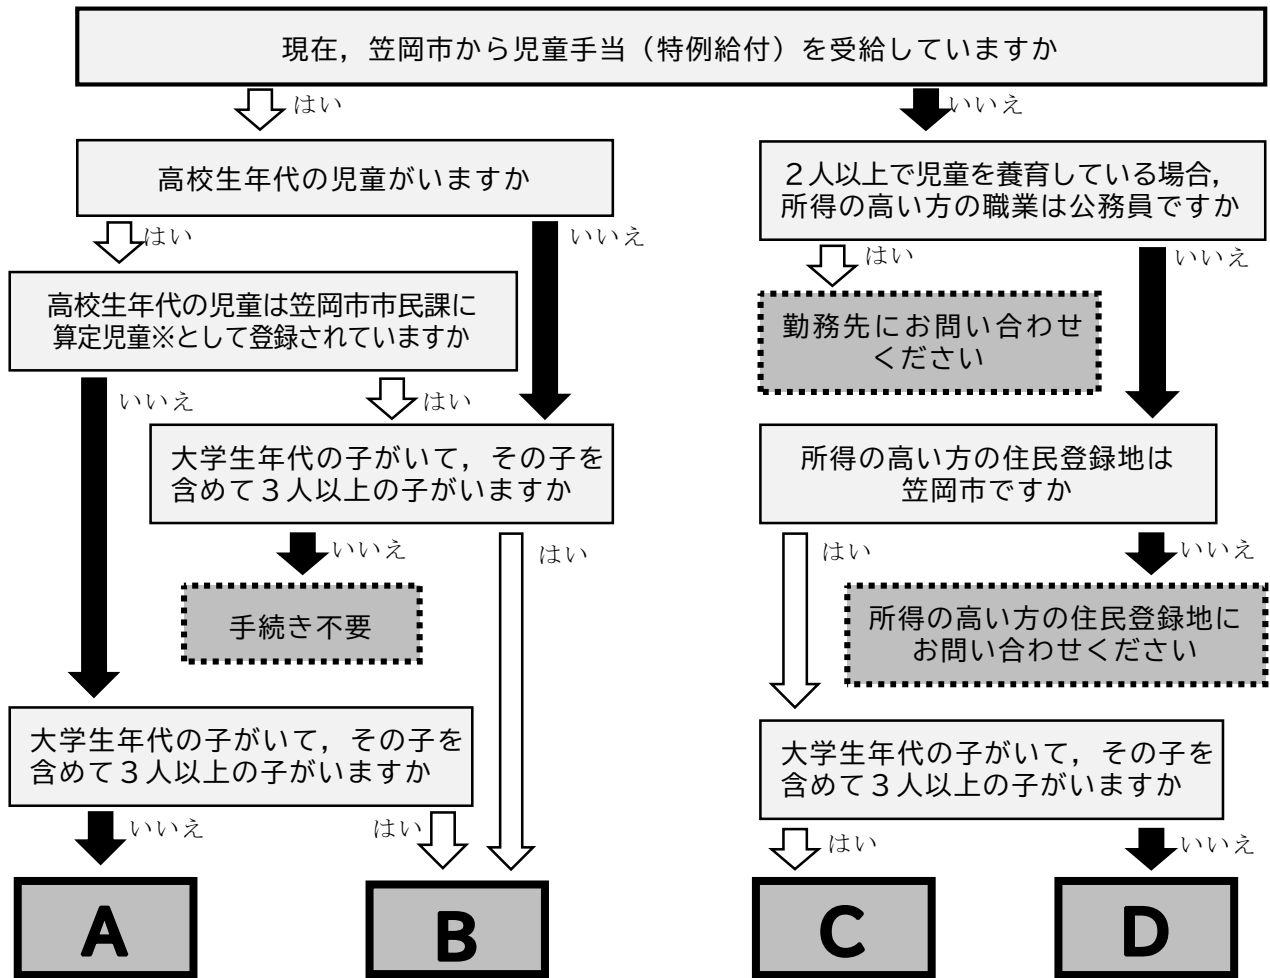 現在，笠岡市から児童手当（特例給付）を受給していますか
はい
いいえ
高校生年代の児童がいますか
２人以上で児童を養育している場合，
所得の高い方の職業は公務員ですか
はい
いいえ
はい
いいえ
高校生年代の児童は笠岡市市民課に
算定児童※として登録されていますか
勤務先にお問い合わせ
ください
いいえ
はい
大学生年代の子がいて，その子を
含めて３人以上の子がいますか
所得の高い方の住民登録地は
笠岡市ですか
いいえ
はい
はい
いいえ
手続き不要
所得の高い方の住民登録地に
お問い合わせください
大学生年代の子がいて，その子を
含めて３人以上の子がいますか
大学生年代の子がいて，その子を
含めて３人以上の子がいますか
いいえ
はい
はい
いいえ
A
B
C
D